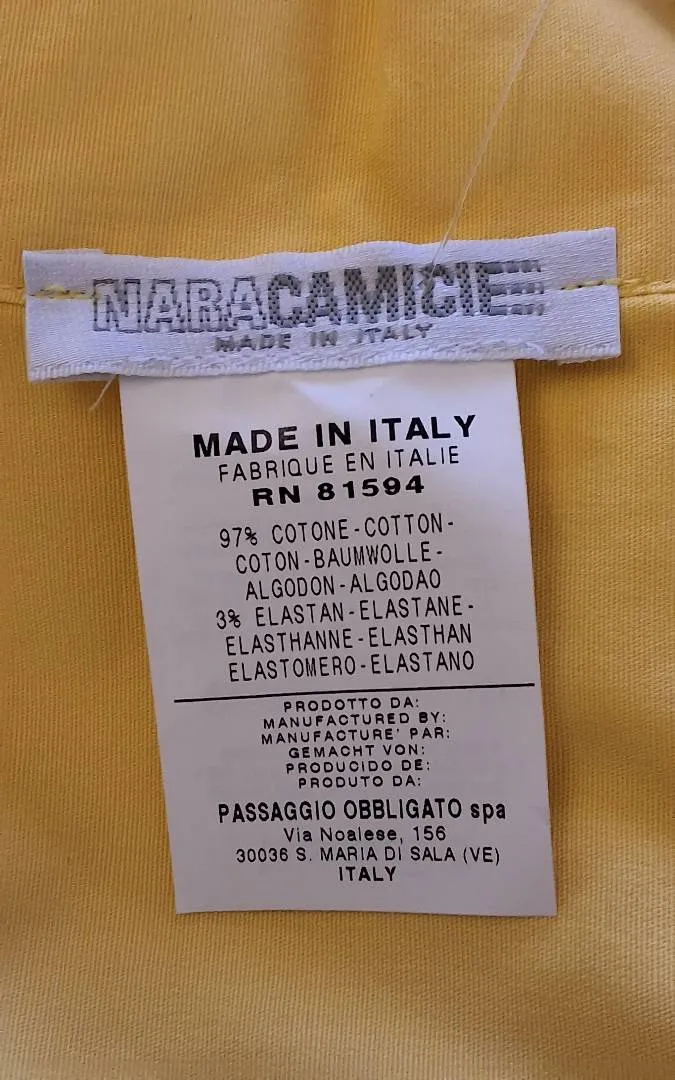 NARACAMICIE
MADE IN ITALY
MADE IN ITALY
FABRIQUE EN ITALIE
RN 81594
97% COTONE-COTTON-
COTON-BAUMWOLLE-
ALGODON-ALGODAO
3% ELASTAN-ELASTANE-
ELASTHANNE-ELASTHAN
ELASTOMERO-ELASTANO
PRODOTTO DA:
MANUFACTURED BY:
MANUFACTURE' PAR:
GEMACHT VON:
PRODUCIDO DE:
PRODUTO DA:
PASSAGGIO OBBLIGATO spa
Via Noalese, 156
30036 S. MARIA DI SALA (VE)
ITALY